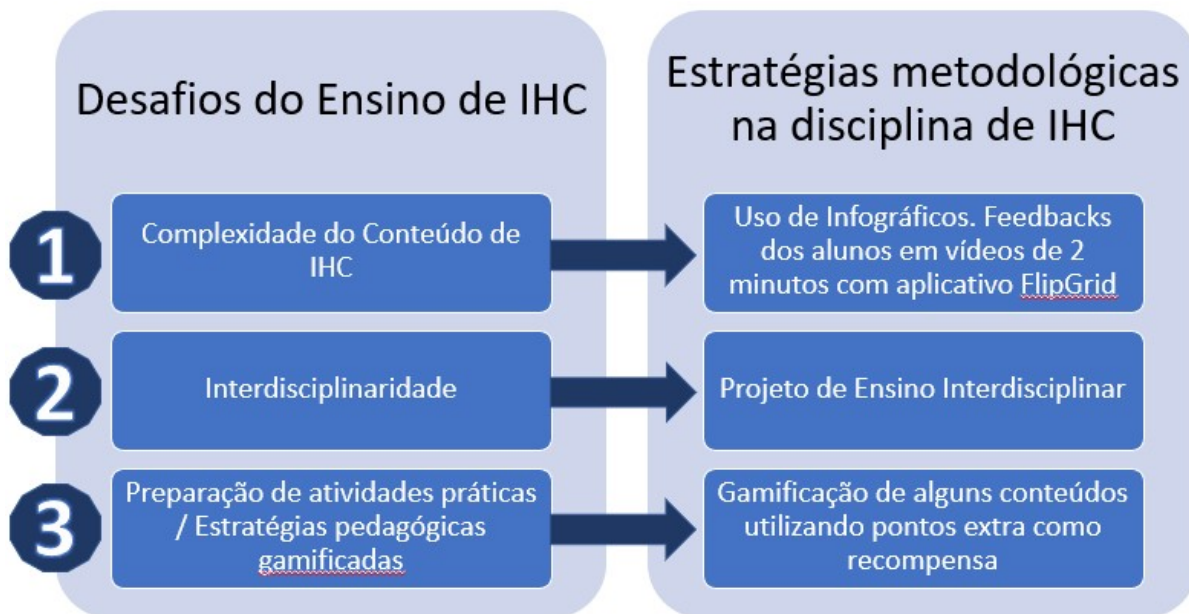 Desafios do Ensino de IHC
Estratégias metodológicas
na disciplina de IHC
1
Complexidade do Conteúdo de
IHC
Uso de Infográficos. Feedbacks
dos alunos em vídeos de 2
minutos com aplicativo FlipGrid
2
Interdisciplinaridade
Projeto de Ensino Interdisciplinar
3
Preparação de atividades práticas
/ Estratégias pedagógicas
gamificadas
Gamificação de alguns conteúdos
utilizando pontos extra como
recompensa